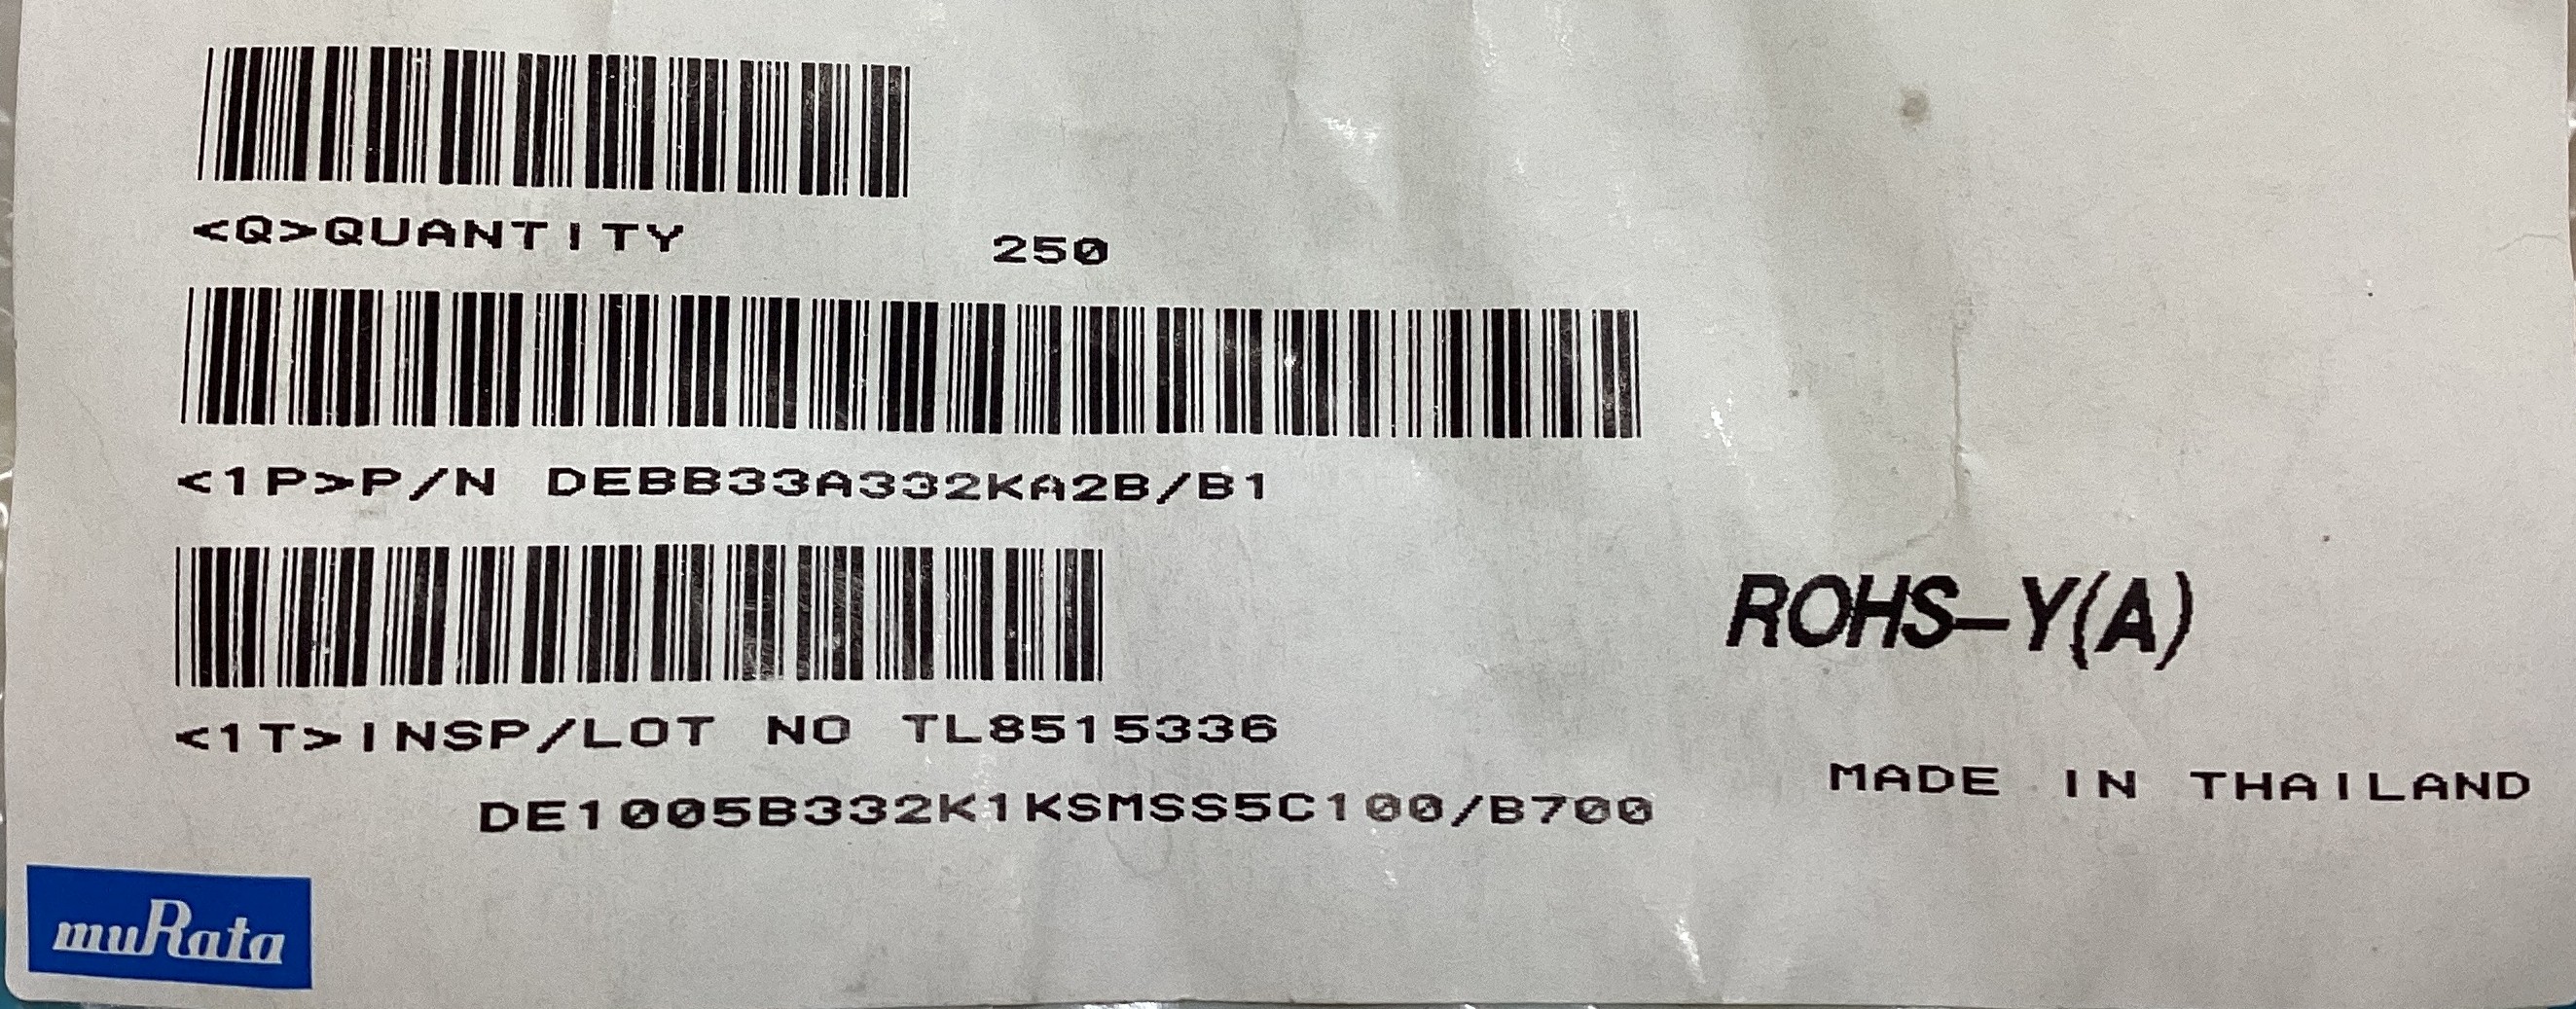 <Q>QUANTITY 250
<1P>P/N DEBB33A332KA2B/B1
<1T>INSP/LOT NO TL8515336
ROHS-Y(A)
DE1005B332K1KSMSS5C100/B700
MADE IN THAILAND
muRata